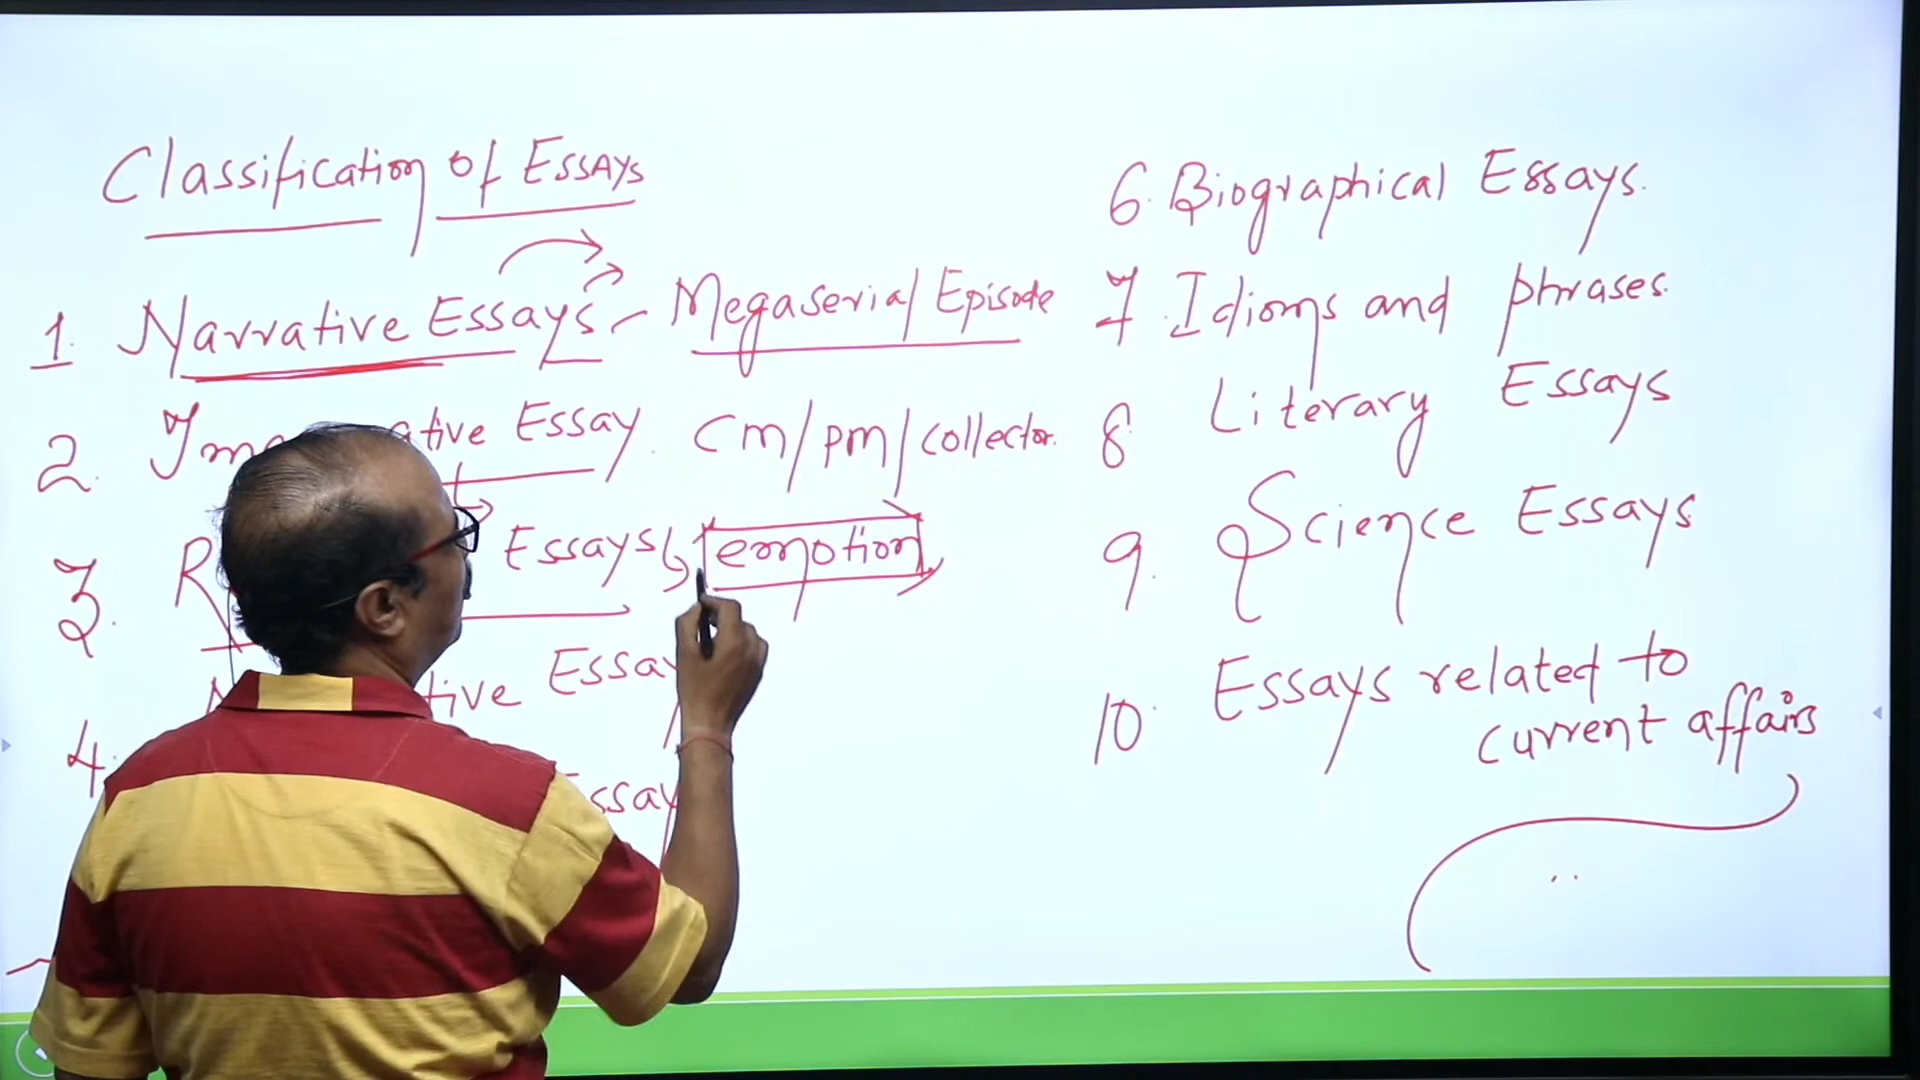 Classification of ESSAYS
1. Narrative Essays - Megaserial Episode
2. Essay. CM/PM/collector.
3. Essays emotion
4. Essay
Essay
6. Biographical Essays.
7. Idioms and phrases.
8 Literary Essays
9. Science Essays
10. Essays related to
current affairs